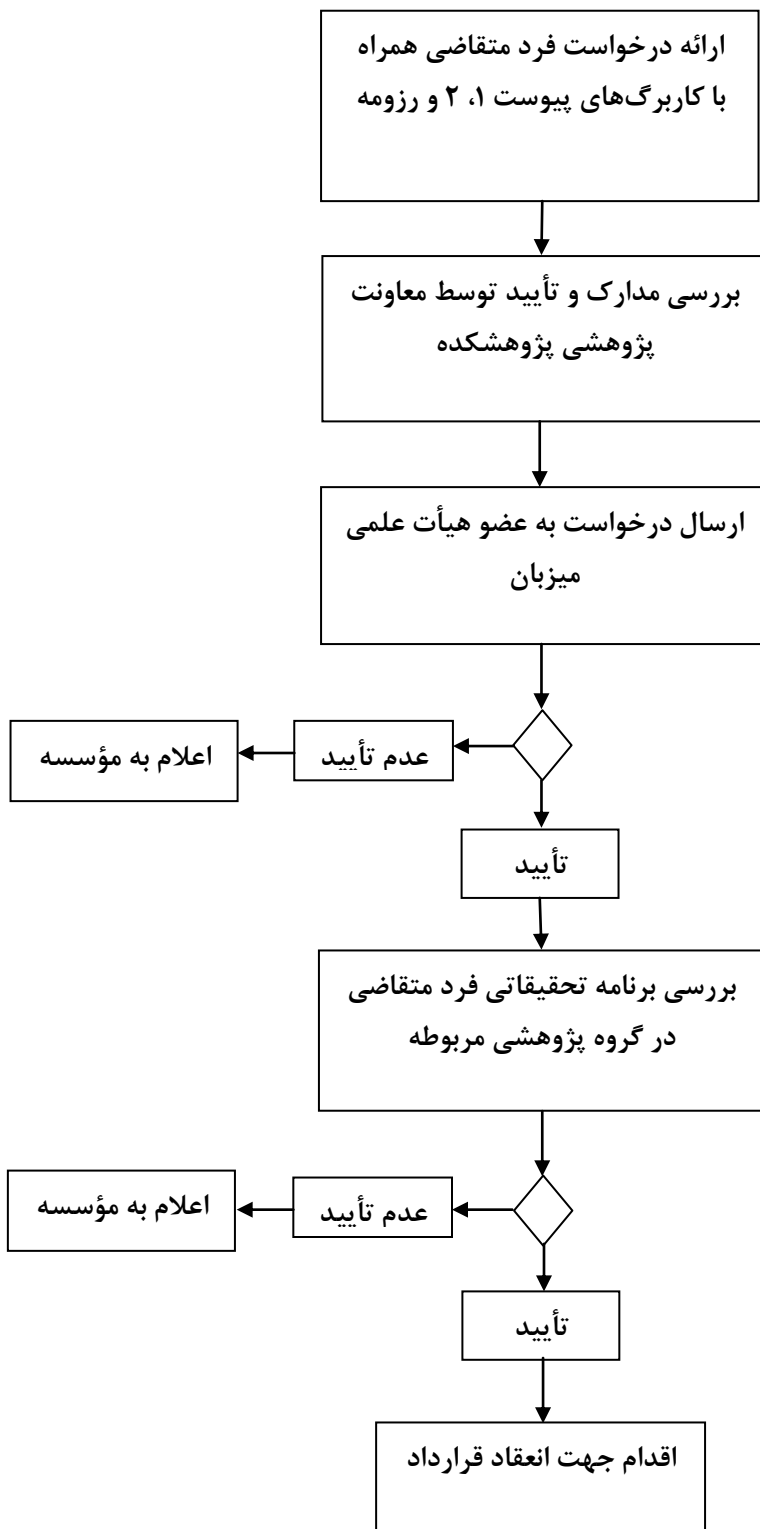 ارائه درخواست فرد متقاضی همراه
با کاربرگ‌های پیوست ۱، ۲ و رزومه
بررسی مدارک و تأیید توسط معاونت
پژوهشی پژوهشکده
ارسال درخواست به عضو هیأت علمی
میزبان
عدم تأیید
اعلام به مؤسسه
تأیید
بررسی برنامه تحقیقاتی فرد متقاضی
در گروه پژوهشی مربوطه
عدم تأیید
اعلام به مؤسسه
تأیید
اقدام جهت انعقاد قرارداد